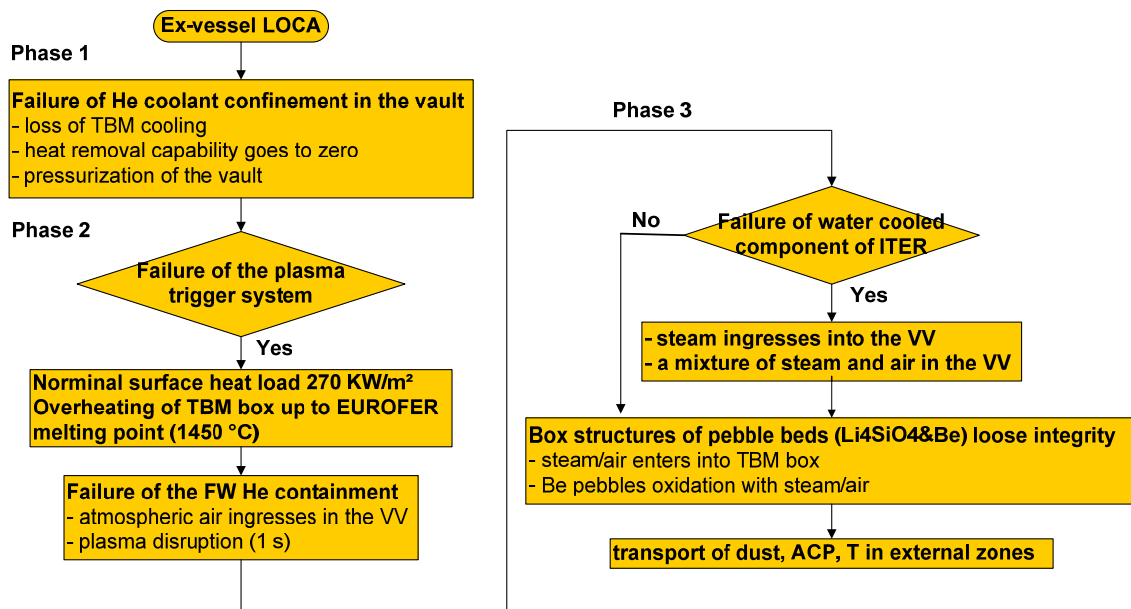 Ex-vessel LOCA
Phase 1
Failure of He coolant confinement in the vault
- loss of TBM cooling
- heat removal capability goes to zero
- pressurization of the vault
Phase 2
Failure of the plasma
trigger system
Yes
Norminal surface heat load 270 KW/m²
Overheating of TBM box up to EUROFER
melting point (1450 °C)
Failure of the FW He containment
- atmospheric air ingresses in the VV
- plasma disruption (1 s)
Phase 3
Failure of water cooled
component of ITER
No
Yes
- steam ingresses into the VV
- a mixture of steam and air in the VV
Box structures of pebble beds (Li4SiO4&Be) loose integrity
- steam/air enters into TBM box
- Be pebbles oxidation with steam/air
transport of dust, ACP, T in external zones